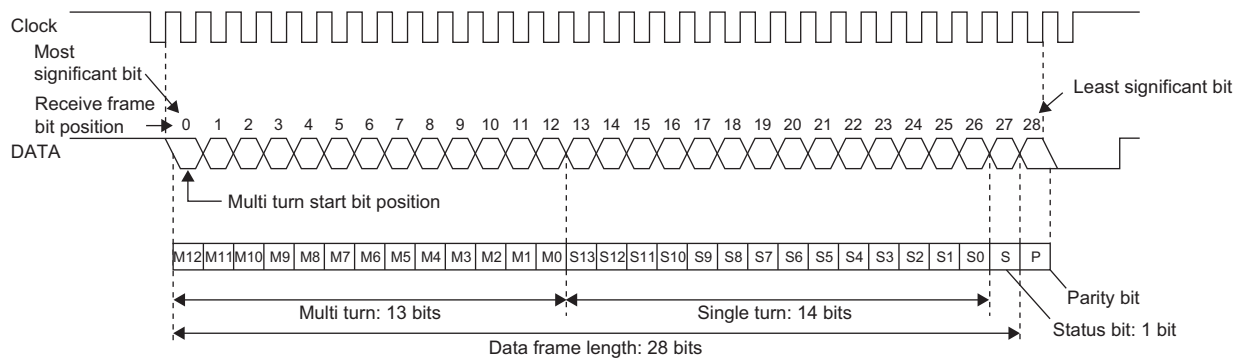 Clock
Most
significant bit
Least significant bit
Receive frame
bit position
0 1 2 3 4 5 6 7 8 9 10 11 12 13 14 15 16 17 18 19 20 21 22 23 24 25 26 27 28
DATA
Multi turn start bit position
M12 M11 M10 M9 M8 M7 M6 M5 M4 M3 M2 M1 M0 S13 S12 S11 S10 S9 S8 S7 S6 S5 S4 S3 S2 S1 S0 S P
Parity bit
Multi turn: 13 bits
Single turn: 14 bits
Status bit: 1 bit
Data frame length: 28 bits